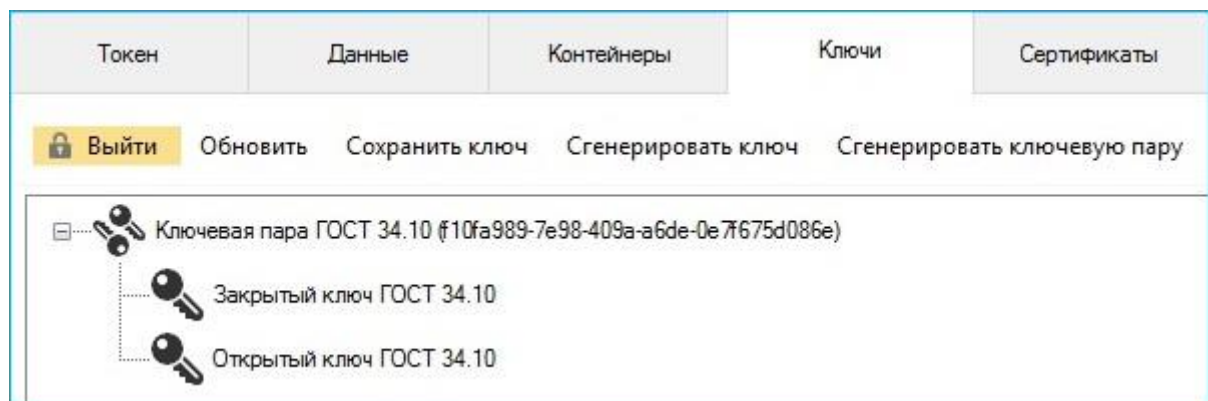 Токен Данные Контейнеры Ключи Сертификаты
Выйти Обновить Сохранить ключ Сгенерировать ключ Сгенерировать ключевую пару
Ключевая пара ГОСТ 34.10 (f10fa989-7e98-409a-a6de-0e7f675d086e)
Закрытый ключ ГОСТ 34.10
Открытый ключ ГОСТ 34.10